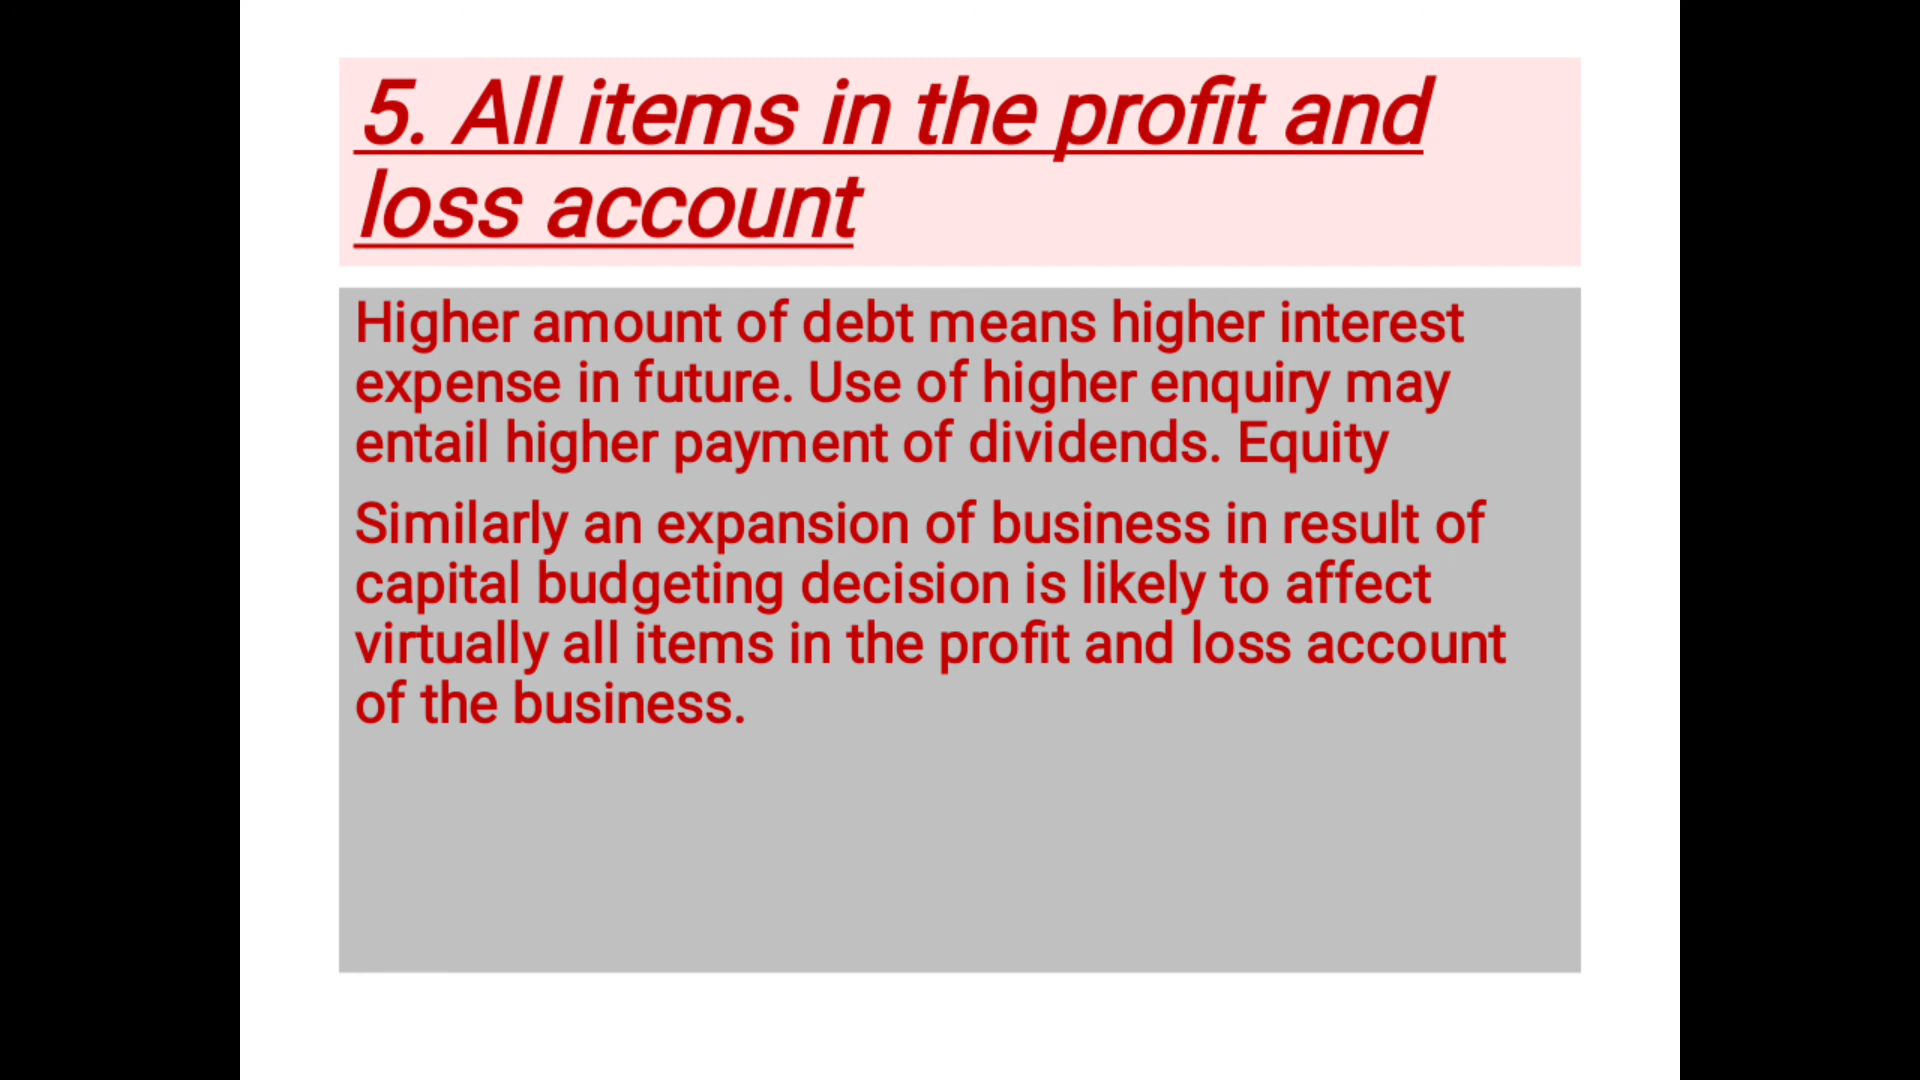 5. All items in the profit and
loss account
Higher amount of debt means higher interest
expense in future. Use of higher enquiry may
entail higher payment of dividends. Equity
Similarly an expansion of business in result of
capital budgeting decision is likely to affect
virtually all items in the profit and loss account
of the business.